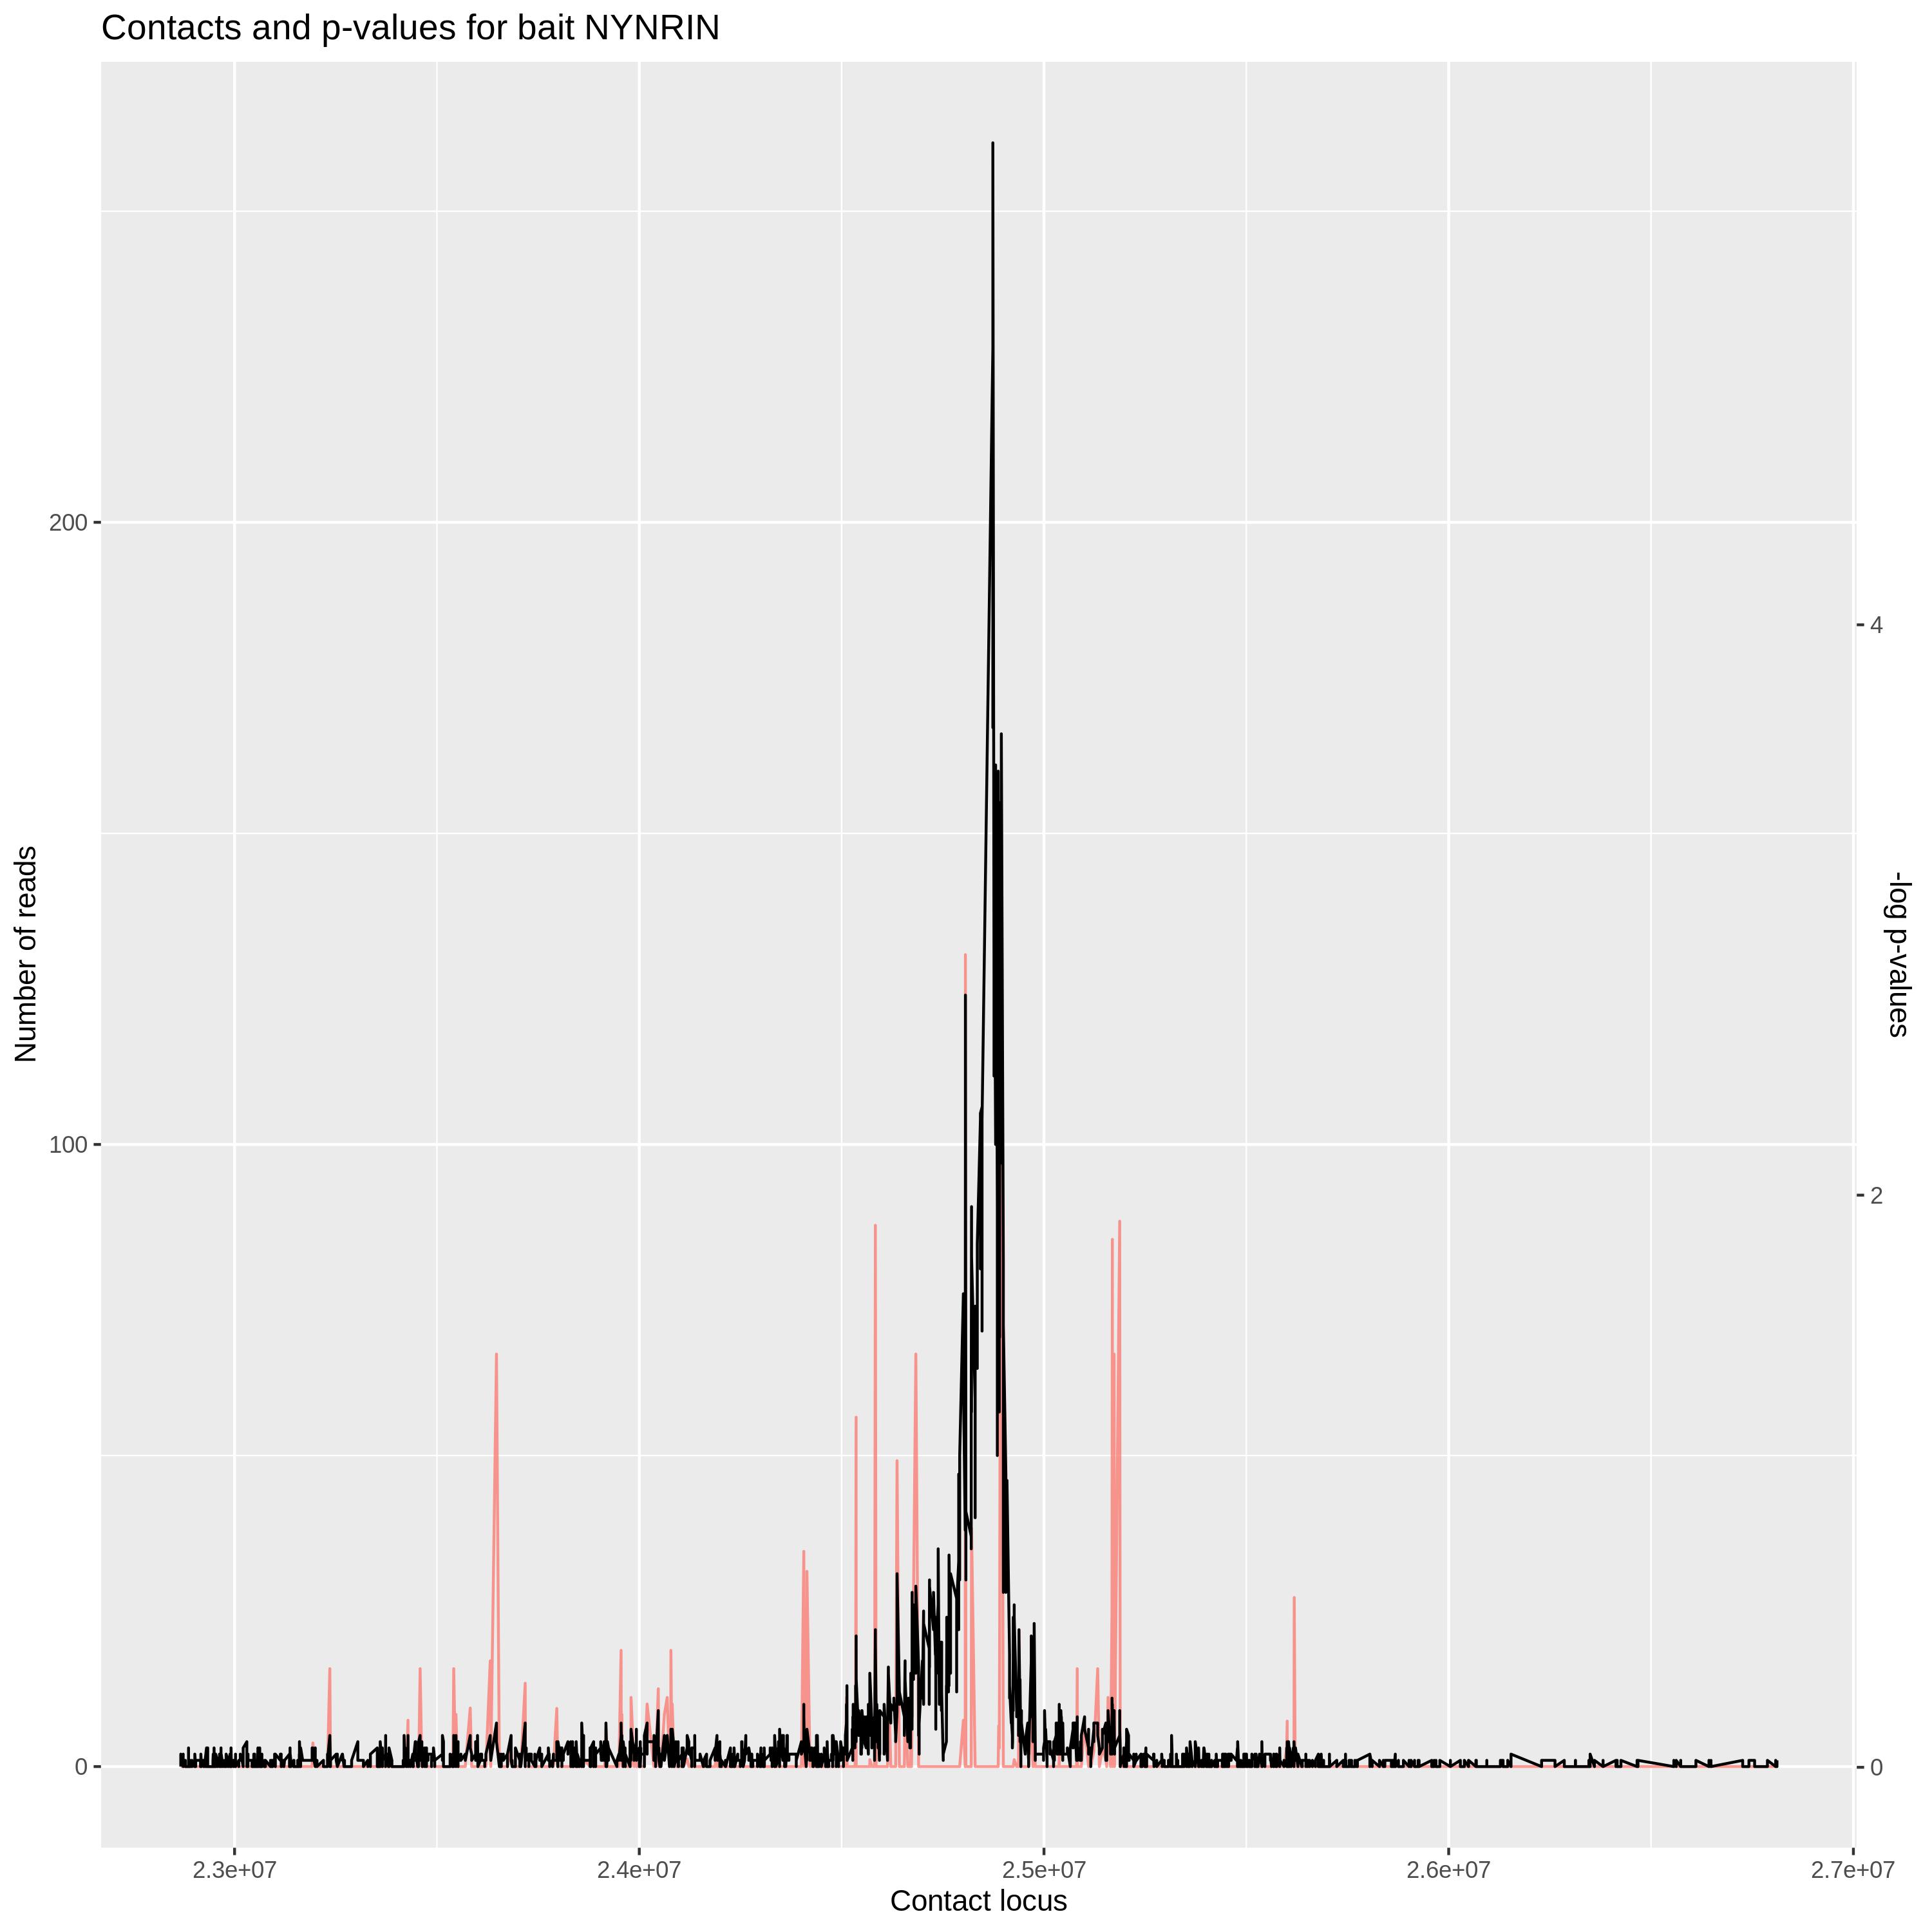 Contacts and p-values for bait NYNRIN
Number of reads
200
100
0
-log p-values
4
2
0
2.3e+07
2.4e+07
2.5e+07
2.6e+07
2.7e+07
Contact locus